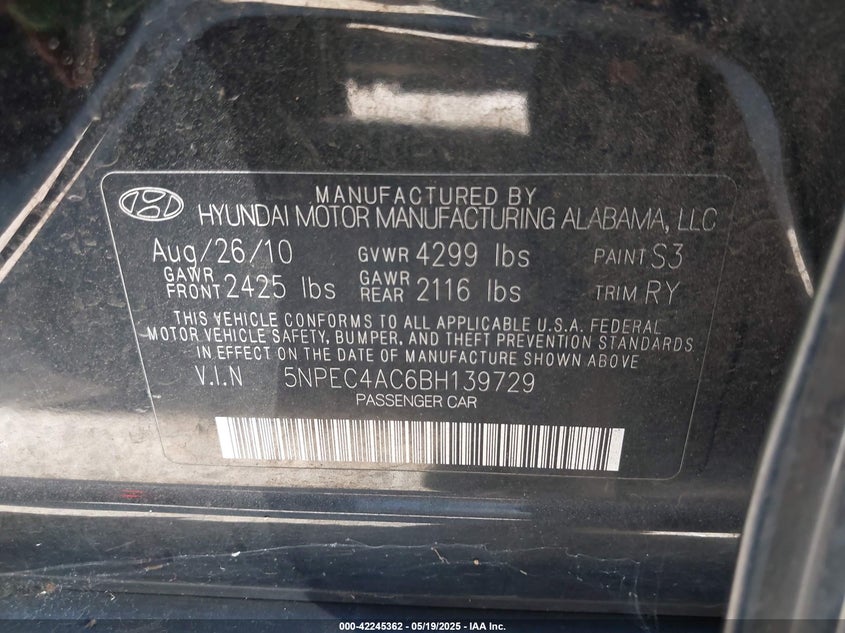 MANUFACTURED BY
HYUNDAI MOTOR MANUFACTURING ALABAMA, LLC
Aug/26/10 GVWR 4299 lbs PAINT S3
GAWR FRONT 2425 lbs GAWR REAR 2116 lbs TRIM RY
THIS VEHICLE CONFORMS TO ALL APPLICABLE U.S.A. FEDERAL
MOTOR VEHICLE SAFETY, BUMPER, AND THEFT PREVENTION STANDARDS
IN EFFECT ON THE DATE OF MANUFACTURE SHOWN ABOVE
V.I.N 5NPEC4AC6BH139729
PASSENGER CAR
000-42245362 - 05/19/2025 - IAA Inc.